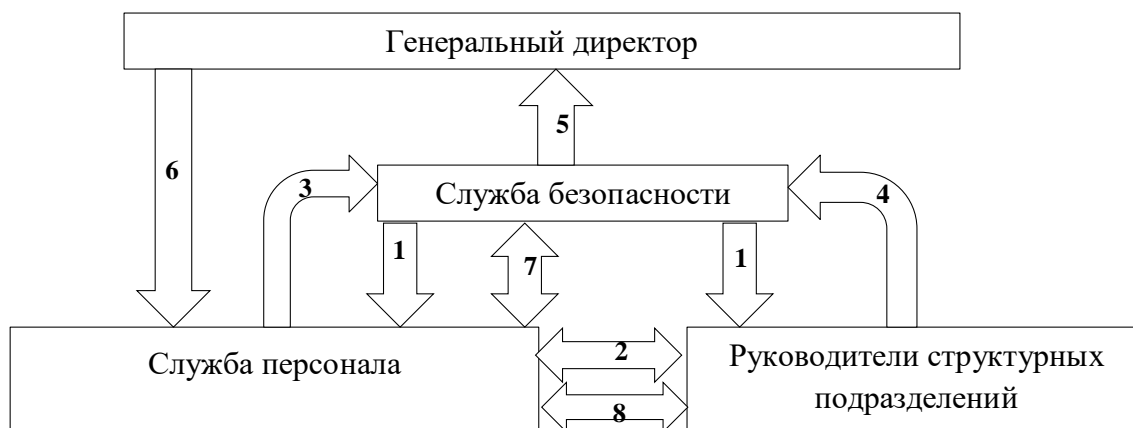 Генеральный директор
5
6
3
Служба безопасности
4
1
7
1
Служба персонала
2
Руководители структурных
подразделений
8